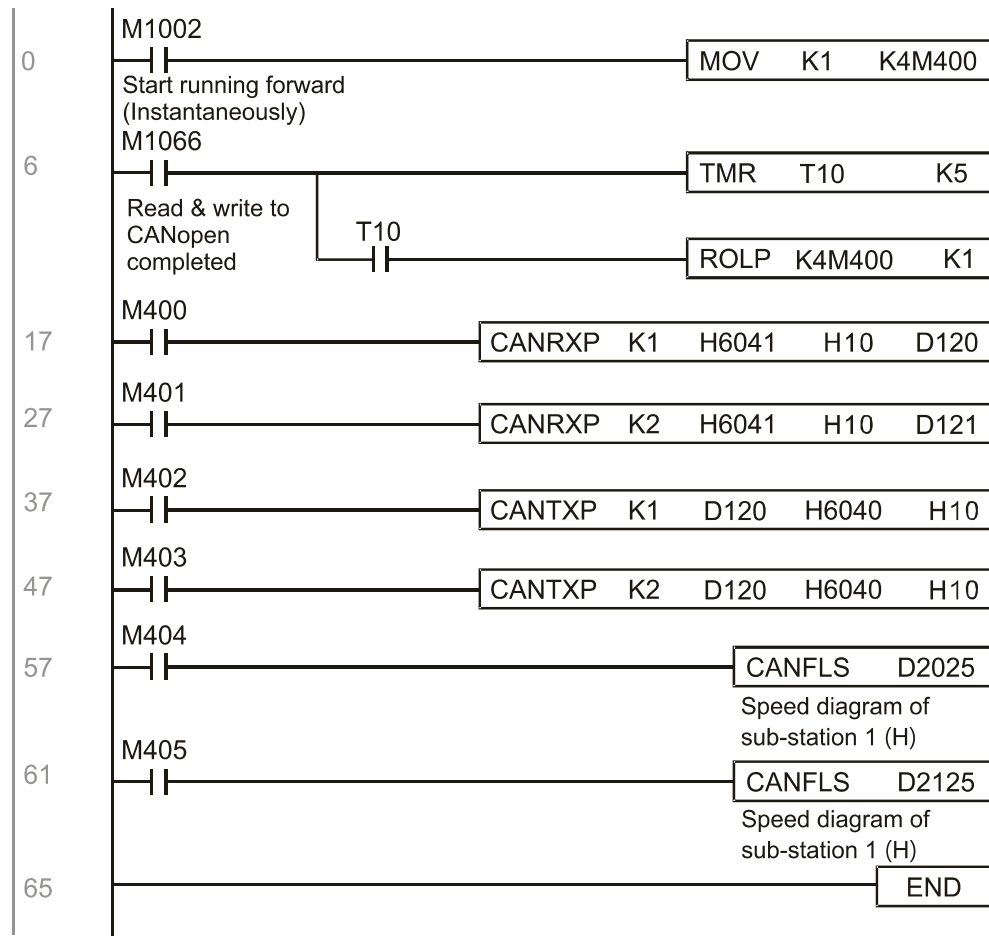 M1002
0
MOV K1 K4M400
Start running forward
(Instantaneously)
M1066
6
TMR T10 K5
Read & write to
CANopen
completed
T10
ROLP K4M400 K1
M400
17
CANRXP K1 H6041 H10 D120
M401
27
CANRXP K2 H6041 H10 D121
M402
37
CANTXP K1 D120 H6040 H10
M403
47
CANTXP K2 D120 H6040 H10
M404
57
CANFLS D2025
Speed diagram of
sub-station 1 (H)
M405
61
CANFLS D2125
Speed diagram of
sub-station 1 (H)
65
END